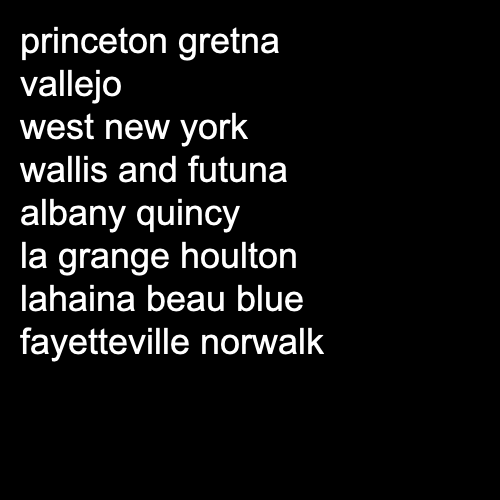 princeton gretna
vallejo
west new york
wallis and futuna
albany quincy
la grange houlton
lahaina beau blue
fayetteville norwalk